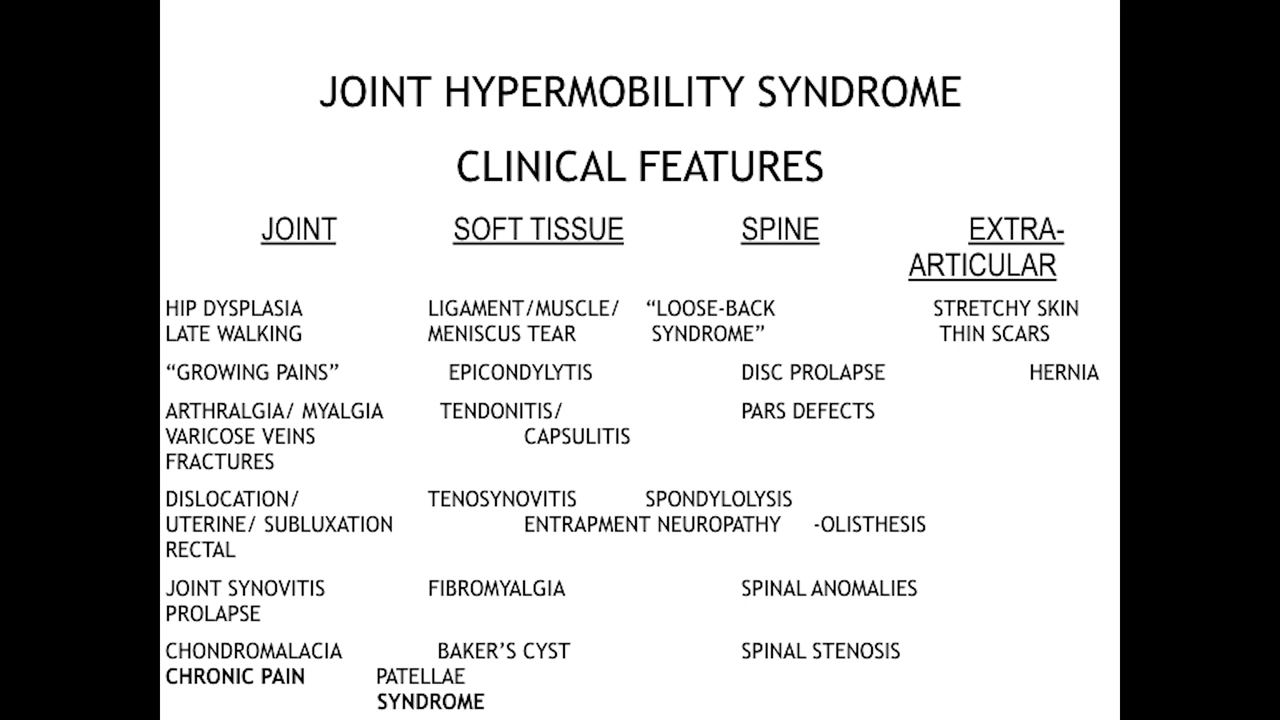 JOINT HYPERMOBILITY SYNDROME
CLINICAL FEATURES
JOINT SOFT TISSUE SPINE EXTRA-
ARTICULAR
HIP DYSPLASIA LIGAMENT/MUSCLE/ “LOOSE-BACK STRETCHY SKIN
LATE WALKING MENISCUS TEAR SYNDROME” THIN SCARS
“GROWING PAINS” EPICONDYLYTIS DISC PROLAPSE HERNIA
ARTHRALGIA/ MYALGIA TENDONITIS/ PARS DEFECTS
VARICOSE VEINS CAPSULITIS
FRACTURES
DISLOCATION/ TENOSYNOVITIS SPONDYLOLYSIS
UTERINE/ SUBLUXATION ENTRAPMENT NEUROPATHY -OLISTHESIS
RECTAL
JOINT SYNOVITIS FIBROMYALGIA SPINAL ANOMALIES
PROLAPSE
CHONDROMALACIA BAKER’S CYST SPINAL STENOSIS
CHRONIC PAIN PATELLAE
SYNDROME